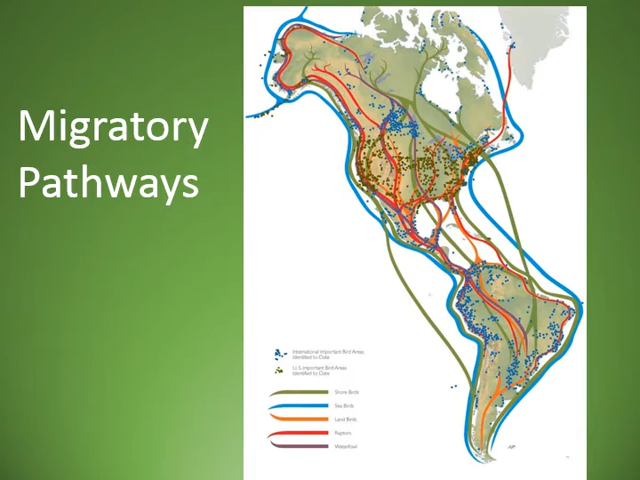 Migratory
Pathways
International Important Bird Areas
Identified to Date
U.S. Important Bird Areas
Identified to Date
Shore Birds
Sea Birds
Land Birds
Raptors
Waterfowl